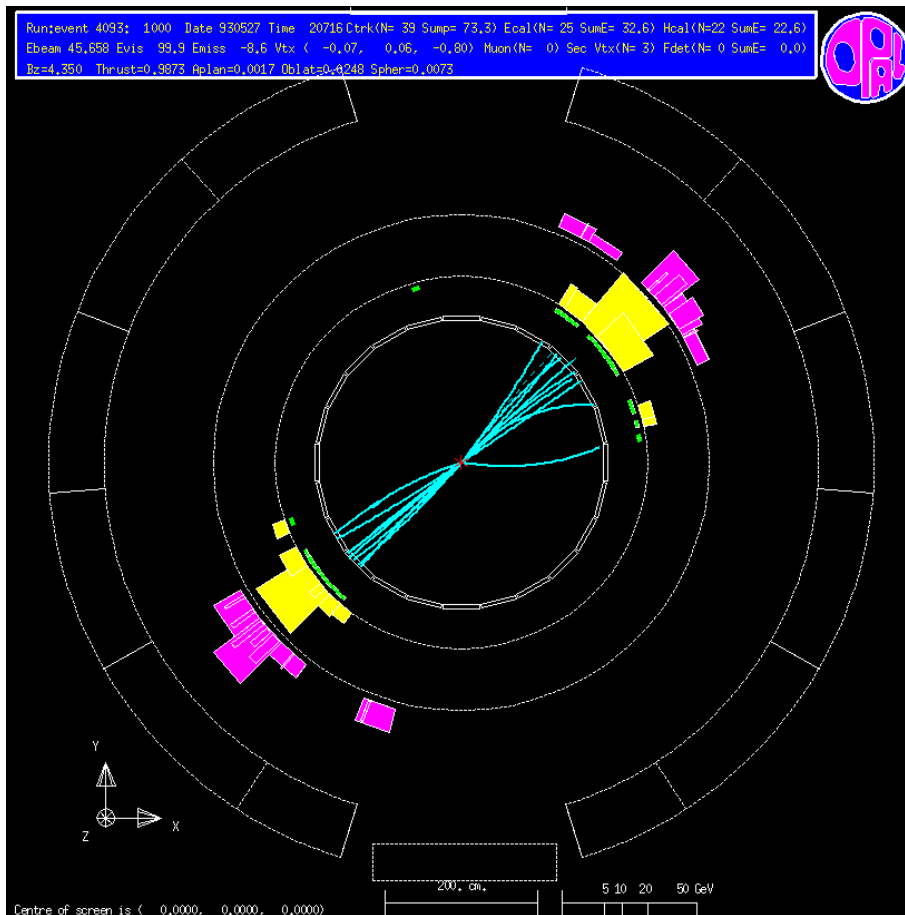 Run:event 4093: 1000 Date 930527 Time 20716 Ctrk(N= 39 Sump= 73.3) Ecal(N= 25 SumE= 32.6) Hcal(N=22 SumE= 22.6)
Ebeam 45.658 Evis 99.9 Emiss -8.6 Vtx ( -0.07, 0.06, -0.80) Muon(N= 0) Sec Vtx(N= 3) Fdet(N= 0 SumE= 0.0)
Bz=4.350 Thrust=0.9873 Aplan=0.0017 Oblat=0.0248 Spher=0.0073
OPAL
Y
X
Z
200. cm.
5 10 20 50 GeV
Centre of screen is ( 0.0000, 0.0000, 0.0000)